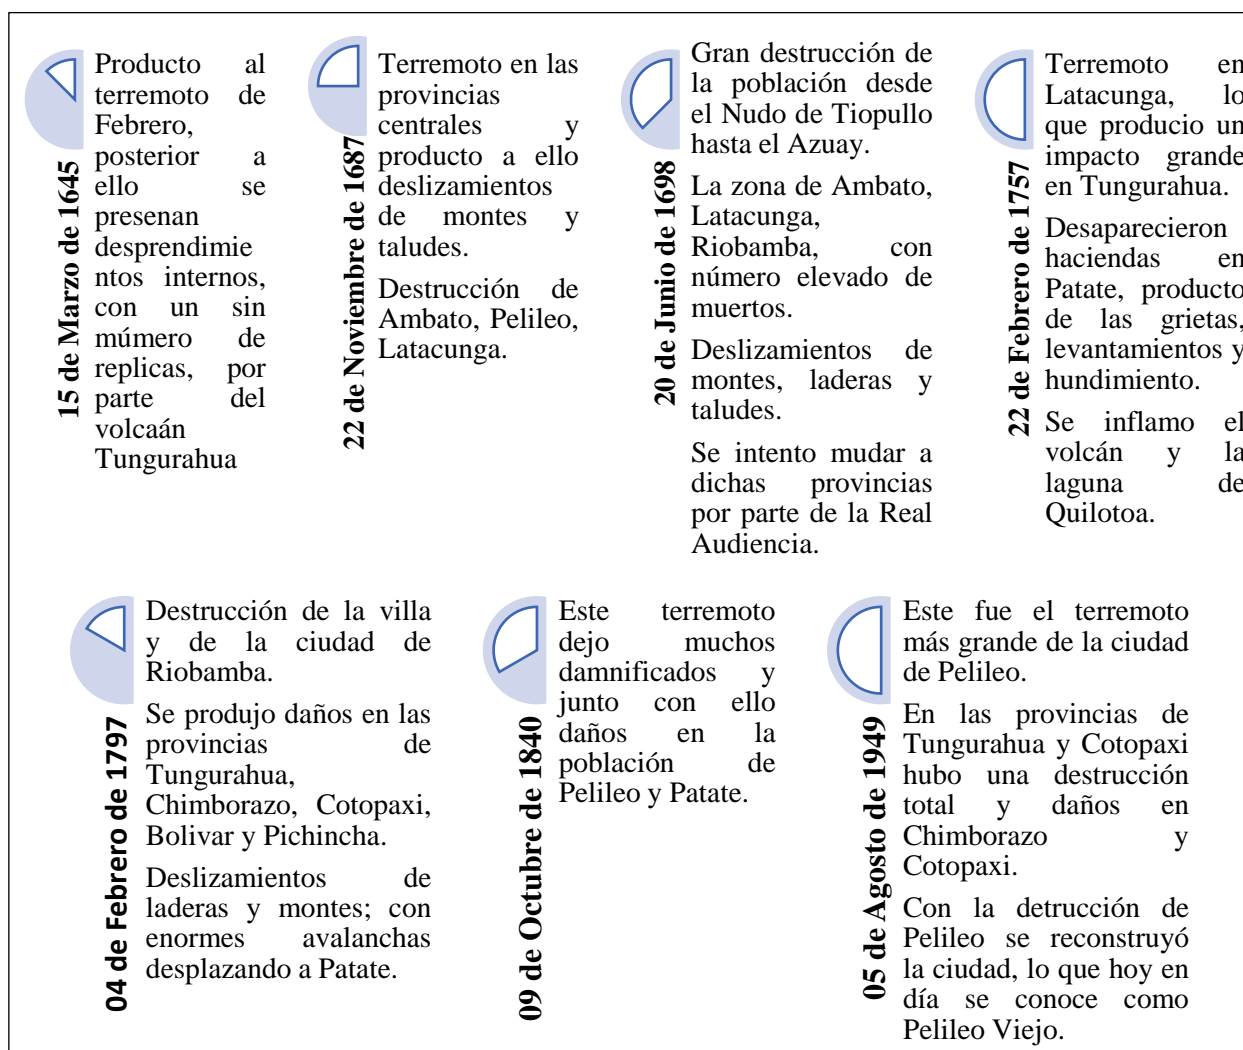 15 de Marzo de 1645
Producto al
terremoto de
Febrero,
posterior a
ello se
presenan
desprendimie
ntos internos,
con un sin
múmero de
replicas, por
parte del
volcaán
Tungurahua
22 de Noviembre de 1687
Terremoto en las
provincias
centrales y
producto a ello
deslizamientos
de montes y
taludes.
Destrucción de
Ambato, Pelileo,
Latacunga.
20 de Junio de 1698
Gran destrucción de
la población desde
el Nudo de Tiopullo
hasta el Azuay.
La zona de Ambato,
Latacunga,
Riobamba, con
número elevado de
muertos.
Deslizamientos de
montes, laderas y
taludes.
Se intento mudar a
dichas provincias
por parte de la Real
Audiencia.
22 de Febrero de 1757
Terremoto en
Latacunga, lo
que producio un
impacto grande
en Tungurahua.
Desaparecieron
haciendas en
Patate, producto
de las grietas,
levantamientos y
hundimiento.
Se inflamo el
volcán y la
laguna de
Quilotoa.
04 de Febrero de 1797
Destrucción de la villa
y de la ciudad de
Riobamba.
Se produjo daños en las
provincias de
Tungurahua,
Chimborazo, Cotopaxi,
Bolivar y Pichincha.
Deslizamientos de
laderas y montes; con
enormes avalanchas
desplazando a Patate.
09 de Octubre de 1840
Este terremoto
dejo muchos
damnificados y
junto con ello
daños en la
población de
Pelileo y Patate.
05 de Agosto de 1949
Este fue el terremoto
más grande de la ciudad
de Pelileo.
En las provincias de
Tungurahua y Cotopaxi
hubo una destrucción
total y daños en
Chimborazo y
Cotopaxi.
Con la detrucción de
Pelileo se reconstruyó
la ciudad, lo que hoy en
día se conoce como
Pelileo Viejo.